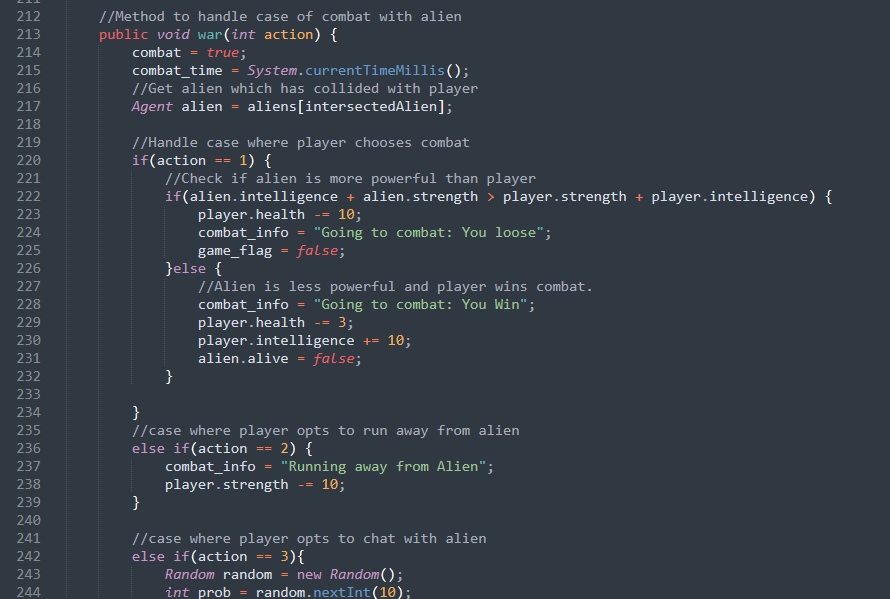 211
212 //Method to handle case of combat with alien
213 public void war(int action) {
214 combat = true;
215 combat_time = System.currentTimeMillis();
216 //Get alien which has collided with player
217 Agent alien = aliens[intersectedAlien];
218
219 //Handle case where player chooses combat
220 if(action == 1) {
221 //Check if alien is more powerful than player
222 if(alien.intelligence + alien.strength > player.strength + player.intelligence) {
223 player.health -= 10;
224 combat_info = "Going to combat: You loose";
225 game_flag = false;
226 }else {
227 //Alien is less powerful and player wins combat.
228 combat_info = "Going to combat: You Win";
229 player.health -= 3;
230 player.intelligence += 10;
231 alien.alive = false;
232 }
233
234 }
235 //case where player opts to run away from alien
236 else if(action == 2) {
237 combat_info = "Running away from Alien";
238 player.strength -= 10;
239 }
240
241 //case where player opts to chat with alien
242 else if(action == 3){
243 Random random = new Random();
244 int prob = random.nextInt(10);